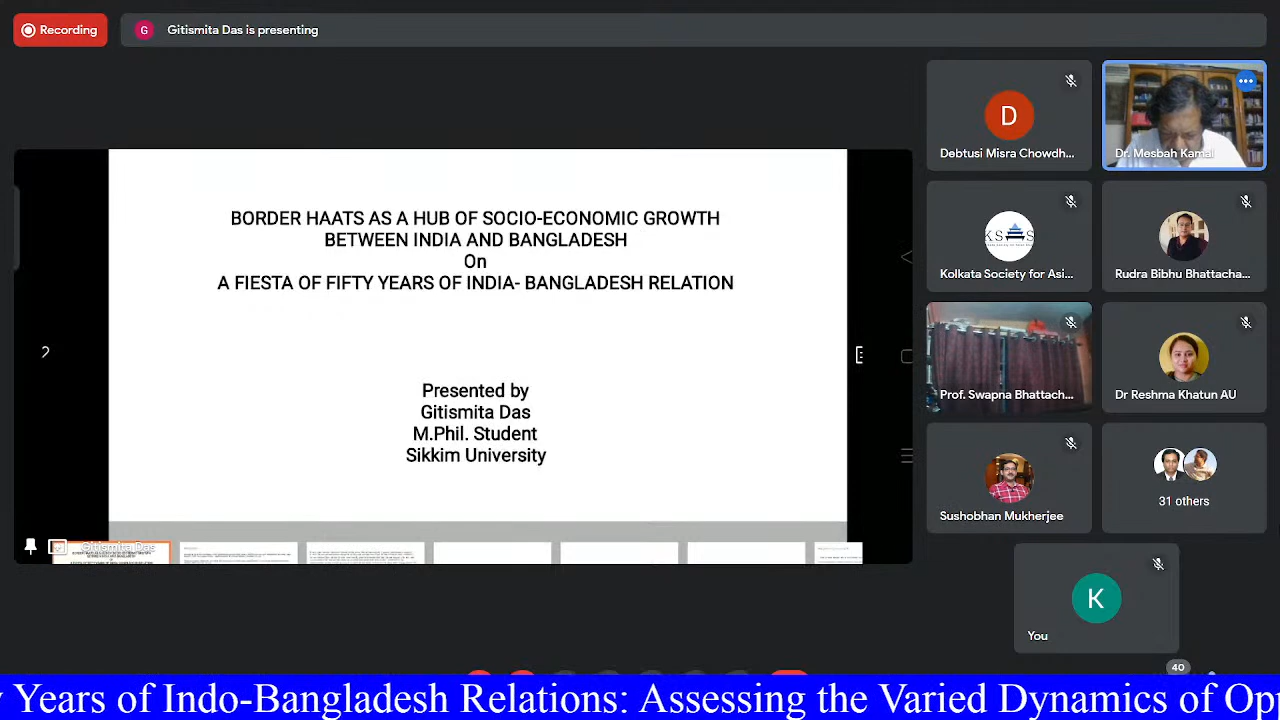 Recording
G
Gitismita Das is presenting
BORDER HAATS AS A HUB OF SOCIO-ECONOMIC GROWTH
BETWEEN INDIA AND BANGLADESH
On
A FIESTA OF FIFTY YEARS OF INDIA- BANGLADESH RELATION
Presented by
Gitismita Das
M.Phil. Student
Sikkim University
Gitismita Das
D
Debtusi Misra Chowdh...
Dr. Mesbah Kamal
Kolkata Society for Asi...
Rudra Bibhu Bhattacha...
Prof. Swapna Bhattach...
Dr Reshma Khatun AU
Sushobhan Mukherjee
31 others
K
You
40
Years of Indo-Bangladesh Relations: Assessing the Varied Dynamics of Opp